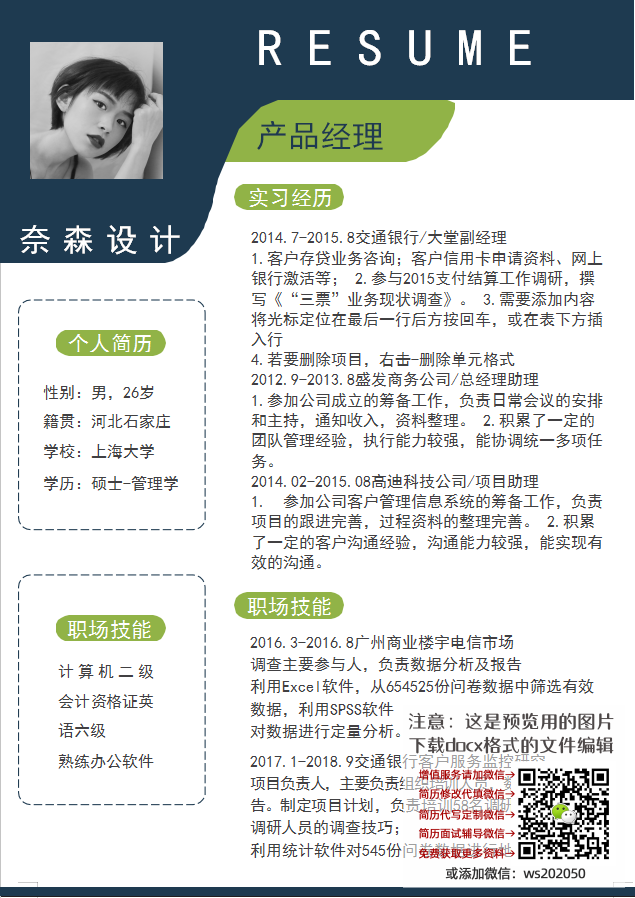 RESUME
产品经理
奈森设计
实习经历
2014.7-2015.8交通银行/大堂副经理
1.客户存贷业务咨询；客户信用卡申请资料、网上
银行激活等； 2.参与2015支付结算工作调研，撰
写《“三票”业务现状调查》。 3.需要添加内容
将光标定位在最后一行后方按回车，或在表下方插
入行
4.若要删除项目，右击-删除单元格式
2012.9-2013.8盛发商务公司/总经理助理
1.参加公司成立的筹备工作，负责日常会议的安排
和主持，通知收入，资料整理。 2.积累了一定的
团队管理经验，执行能力较强，能协调统一多项任
务。
2014.02-2015.08高迪科技公司/项目助理
1. 参加公司客户管理信息系统的筹备工作，负责
项目的跟进完善，过程资料的整理完善。 2.积累
了一定的客户沟通经验，沟通能力较强，能实现有
效的沟通。
个人简历
性别：男，26岁
籍贯：河北石家庄
学校：上海大学
学历：硕士-管理学
职场技能
计算机二级
会计资格证英
语六级
熟练办公软件
职场技能
2016.3-2016.8广州商业楼宇电信市场
调查主要参与人，负责数据分析及报告
利用Excel软件，从654525份问卷数据中筛选有效
数据，利用SPSS软件
对数据进行定量分析。
2017.1-2018.9交通银行客户服务监控研究
项目负责人，主要负责组织培训人员，
告。制定项目计划，负责培训58名调研
调研人员的调查技巧；
利用统计软件对545份问卷数据进行
注意：这是预览用的图片
下载docx格式的文件编辑
增值服务请加微信→
简历修改代填微信→
简历代写定制微信→
简历面试辅导微信→
免费获取更多资料→
或添加微信：ws202050